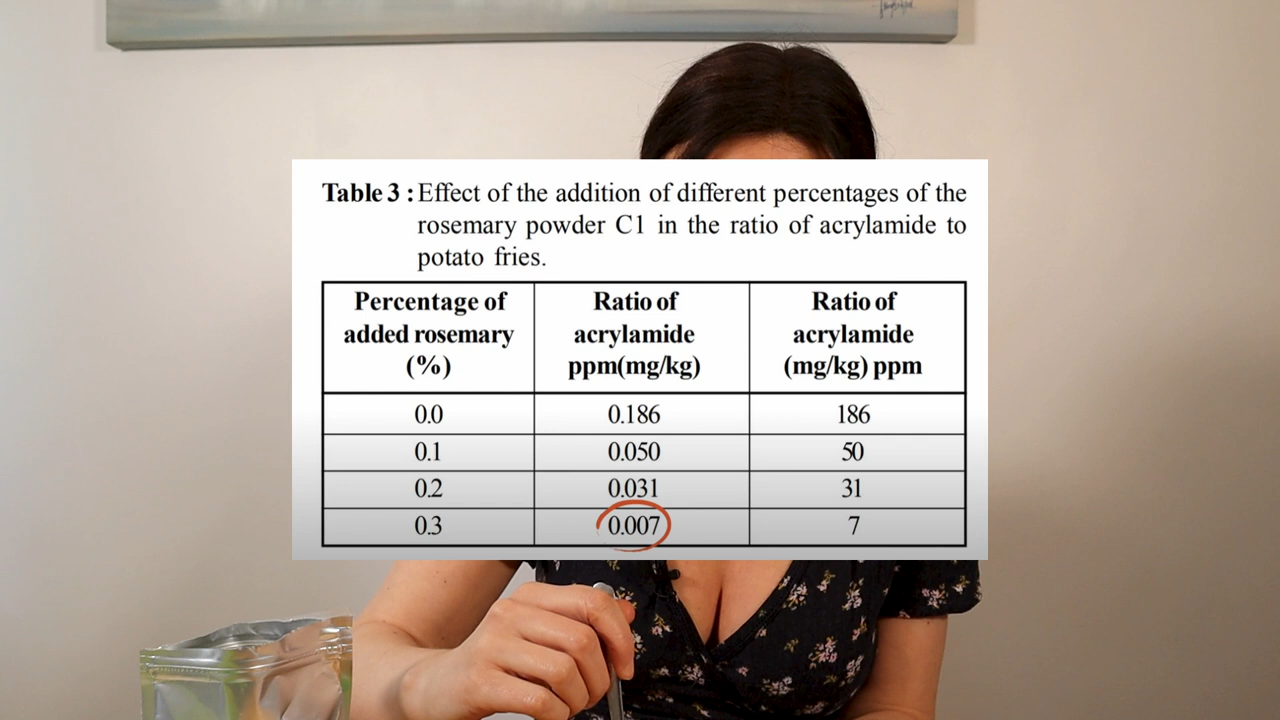 Table 3 : Effect of the addition of different percentages of the
rosemary powder C1 in the ratio of acrylamide to
potato fries.
Percentage of
added rosemary
(%)
Ratio of
acrylamide
ppm(mg/kg)
Ratio of
acrylamide
(mg/kg) ppm
0.0 0.186 186
0.1 0.050 50
0.2 0.031 31
0.3 0.007 7